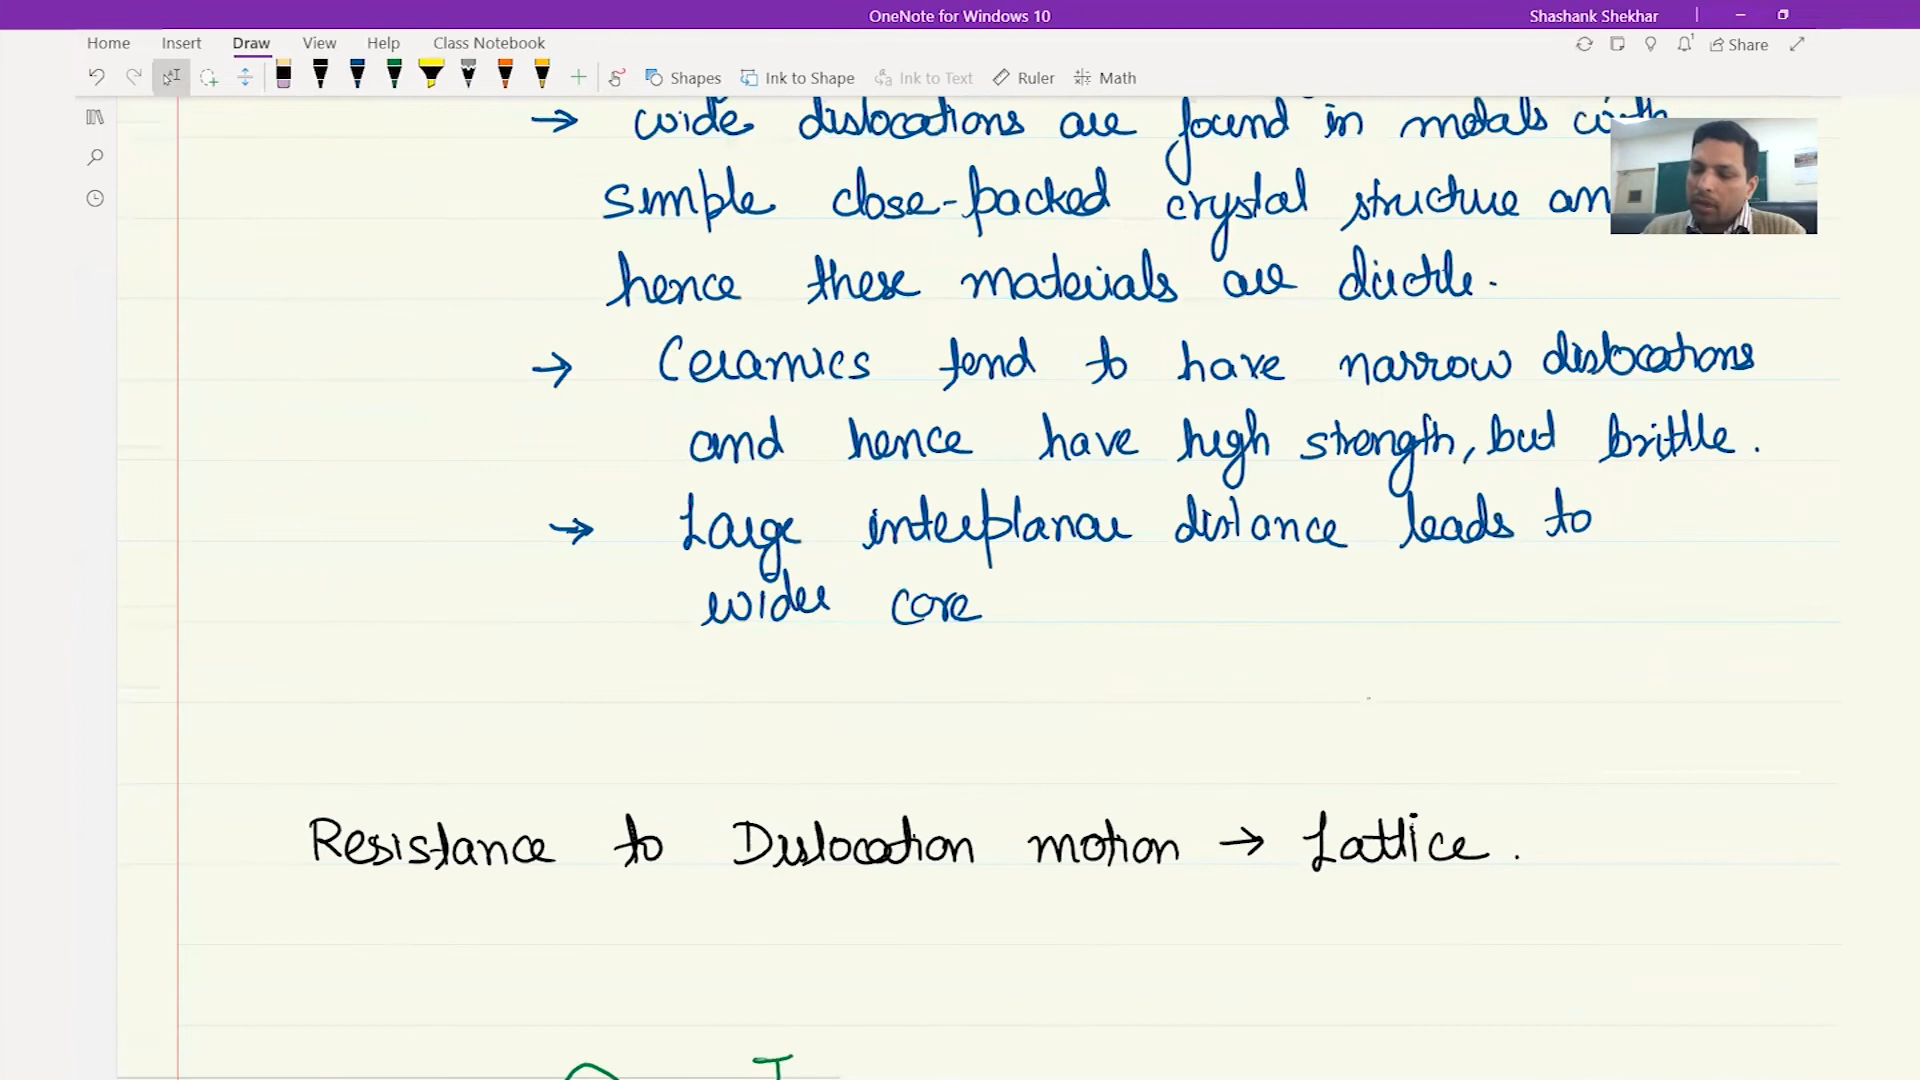 OneNote for Windows 10
Shashank Shekhar
Home Insert Draw View Help Class Notebook
Share
Shapes Ink to Shape Ink to Text Ruler Math
→ wide dislocations are found in metals with
simple close-packed crystal structure an
hence these materials are ductile.
→ Ceramics tend to have narrow dislocations
and hence have high strength, but brittle.
→ Large interplanar distance leads to
wider core
Resistance to Dislocation motion → Lattice.